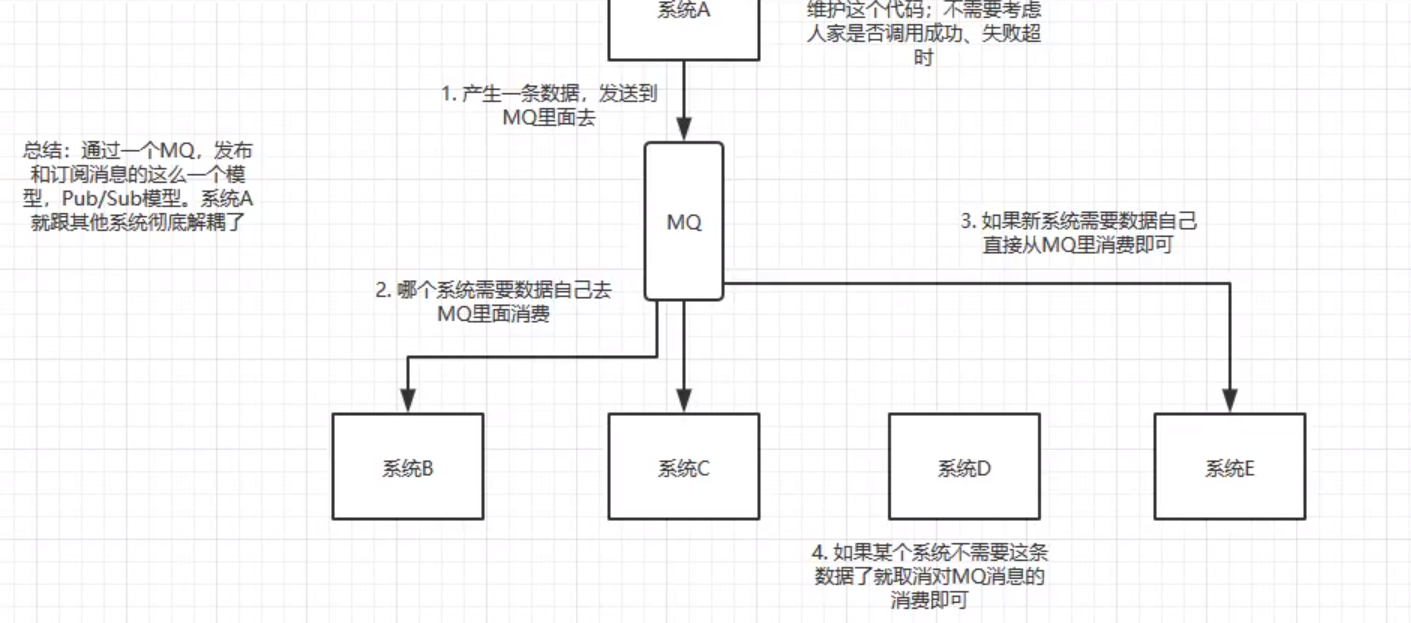 系统A
维护这个代码；不需要考虑
人家是否调用成功、失败超
时
1. 产生一条数据，发送到
MQ里面去
总结：通过一个MQ，发布
和订阅消息的这么一个模
型，Pub/Sub模型。系统A
就跟其他系统彻底解耦了
MQ
3. 如果新系统需要数据自己
直接从MQ里消费即可
2. 哪个系统需要数据自己去
MQ里面消费
系统B
系统C
系统D
系统E
4. 如果某个系统不需要这条
数据了就取消对MQ消息的
消费即可